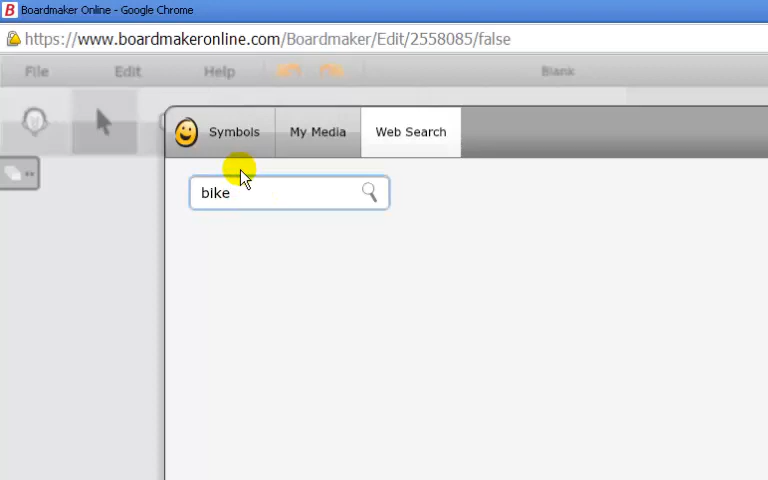 B Boardmaker Online - Google Chrome
https://www.boardmakeronline.com/Boardmaker/Edit/2558085/false
File Edit Help Blank
Symbols My Media Web Search
bike